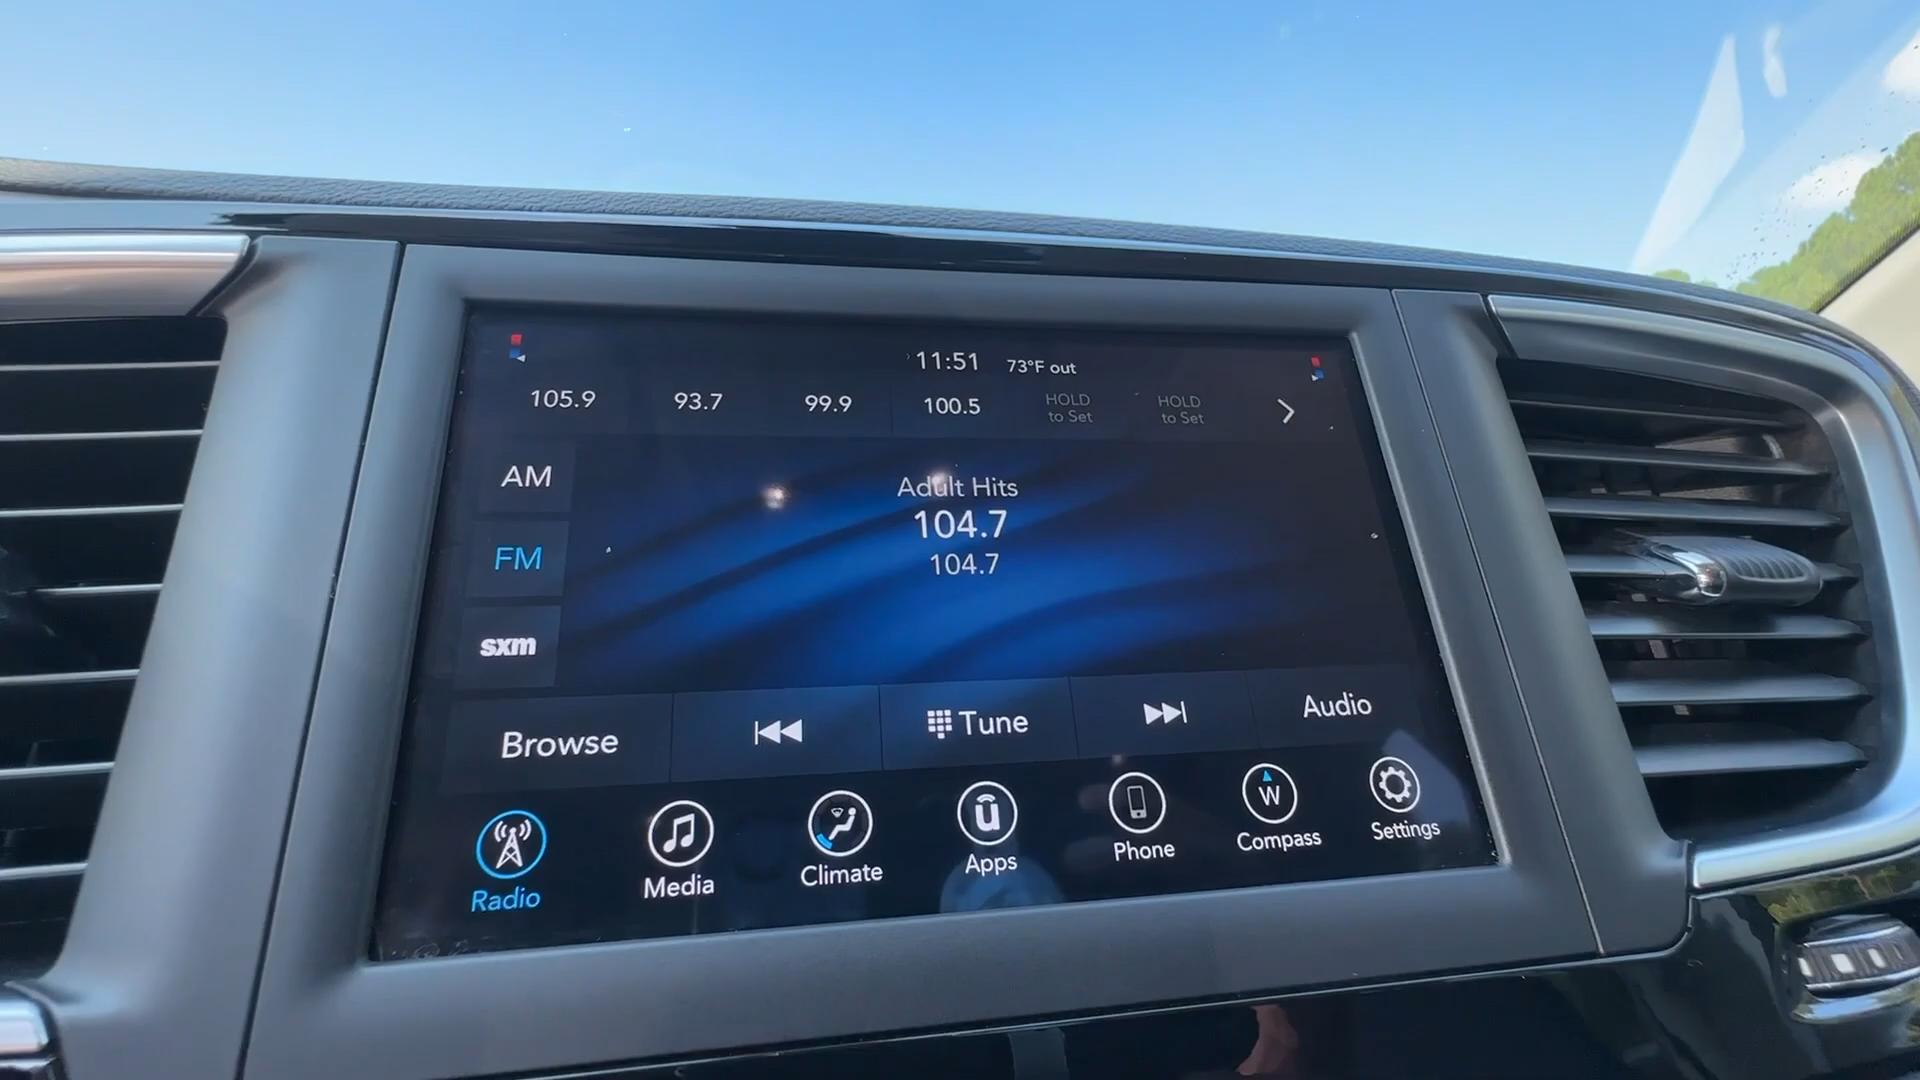 11:51 73°F out
105.9 93.7 99.9 100.5 HOLD to Set HOLD to Set
AM
Adult Hits
104.7
FM
104.7
sxm
Browse Tune Audio
W
Radio Media Climate Apps Phone Compass Settings